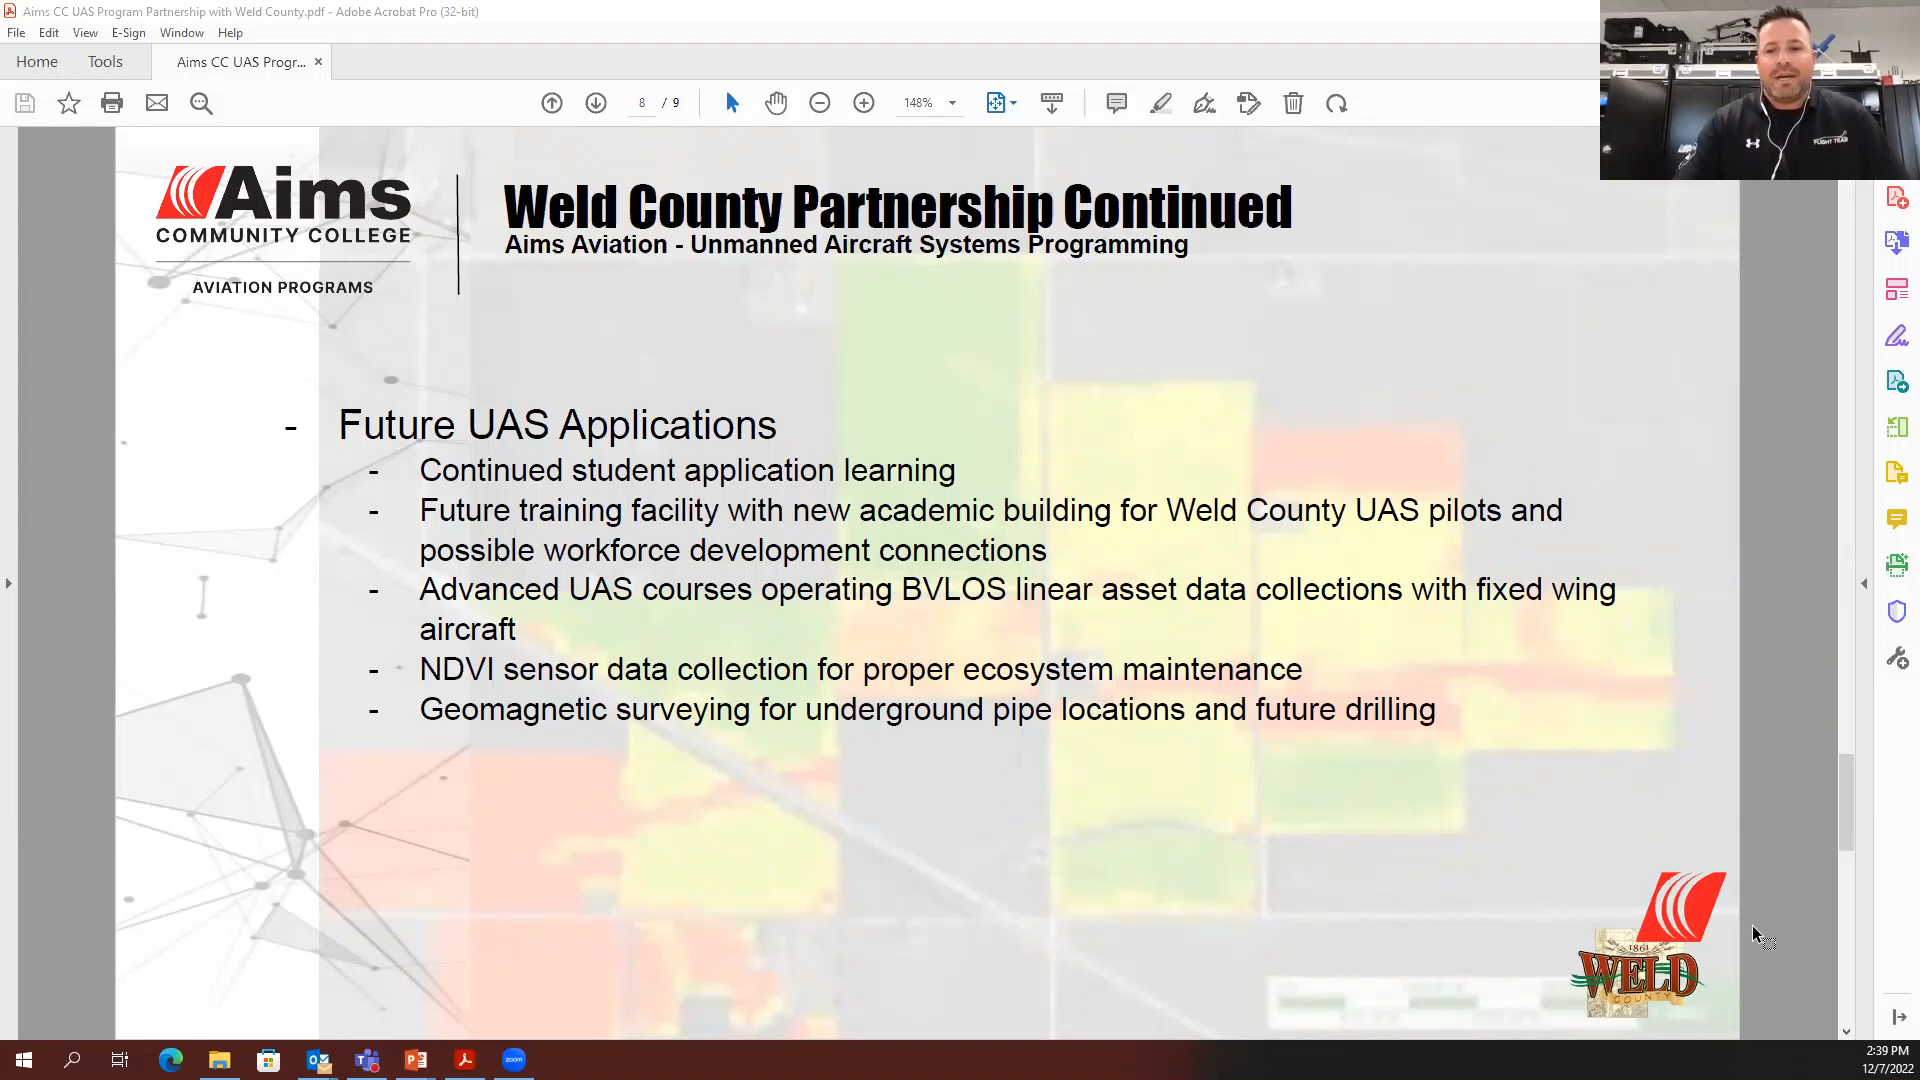 Aims CC UAS Program Partnership with Weld County.pdf - Adobe Acrobat Pro (32-bit)
File Edit View E-Sign Window Help
Home Tools Aims CC UAS Progr... ×
8 / 9 148%
FLIGHT TEAM
Aims
COMMUNITY COLLEGE
AVIATION PROGRAMS
Weld County Partnership Continued
Aims Aviation - Unmanned Aircraft Systems Programming
- Future UAS Applications
- Continued student application learning
- Future training facility with new academic building for Weld County UAS pilots and
possible workforce development connections
- Advanced UAS courses operating BVLOS linear asset data collections with fixed wing
aircraft
- NDVI sensor data collection for proper ecosystem maintenance
- Geomagnetic surveying for underground pipe locations and future drilling
1861
WELD
COUNTY
zoom
2:39 PM
12/7/2022